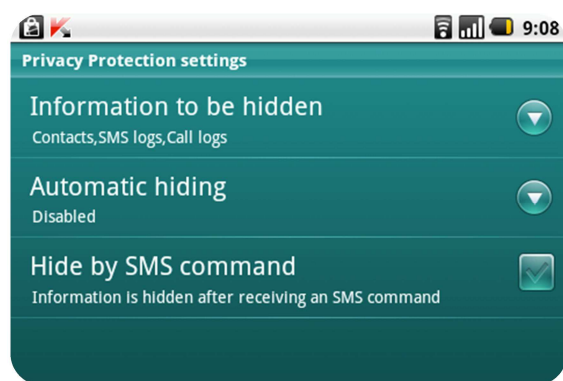 9:08
Privacy Protection settings
Information to be hidden
Contacts,SMS logs,Call logs
Automatic hiding
Disabled
Hide by SMS command
Information is hidden after receiving an SMS command